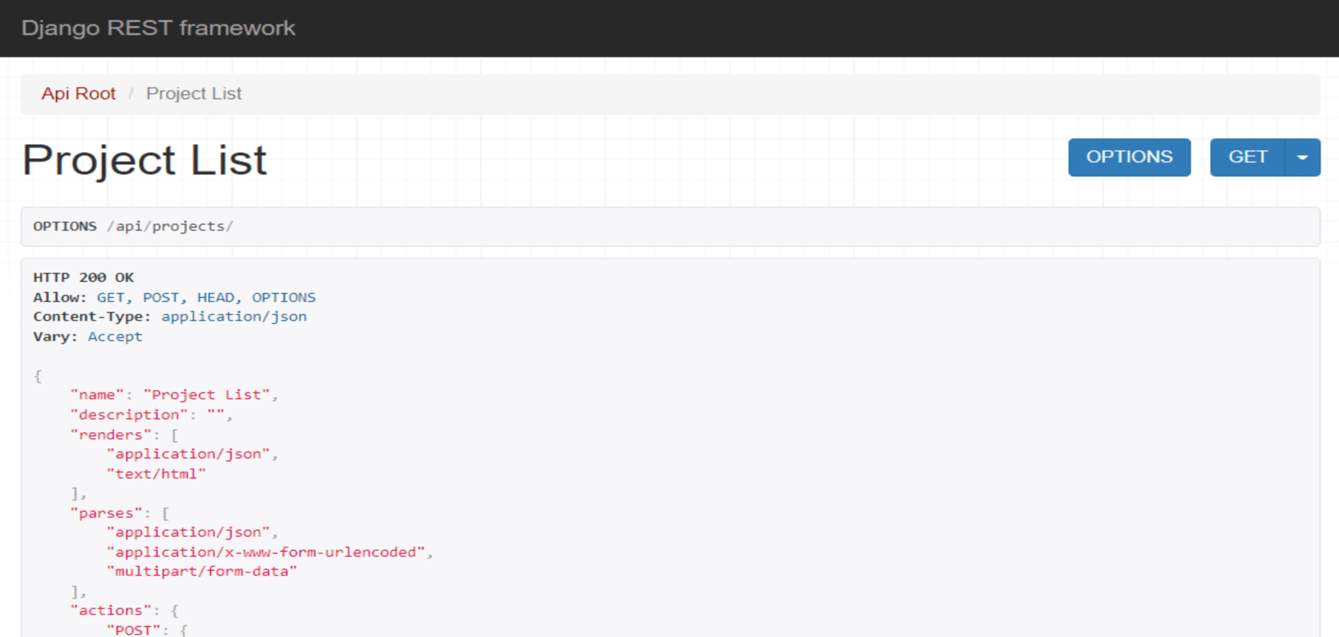 Django REST framework
Api Root / Project List
Project List
OPTIONS GET
OPTIONS /api/projects/
HTTP 200 OK
Allow: GET, POST, HEAD, OPTIONS
Content-Type: application/json
Vary: Accept
{
    "name": "Project List",
    "description": "",
    "renders": [
        "application/json",
        "text/html"
    ],
    "parses": [
        "application/json",
        "application/x-www-form-urlencoded",
        "multipart/form-data"
    ],
    "actions": {
        "POST": {